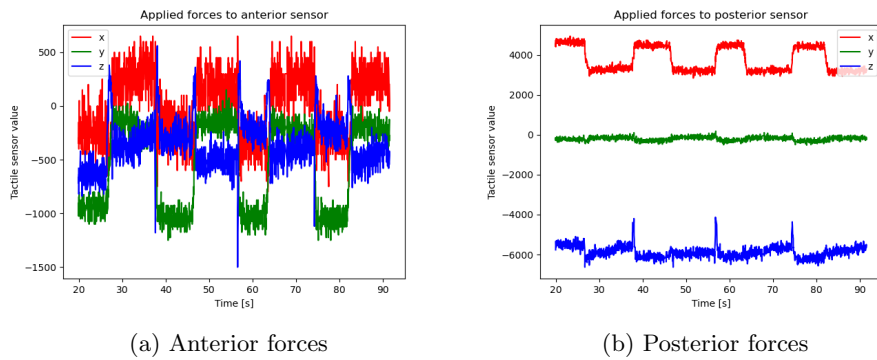 Applied forces to anterior sensor
x
y
z
500
0
−500
−1000
−1500
Tactile sensor value
20 30 40 50 60 70 80 90
Time [s]
(a) Anterior forces
Applied forces to posterior sensor
x
y
z
4000
2000
0
−2000
−4000
−6000
Tactile sensor value
20 30 40 50 60 70 80 90
Time [s]
(b) Posterior forces